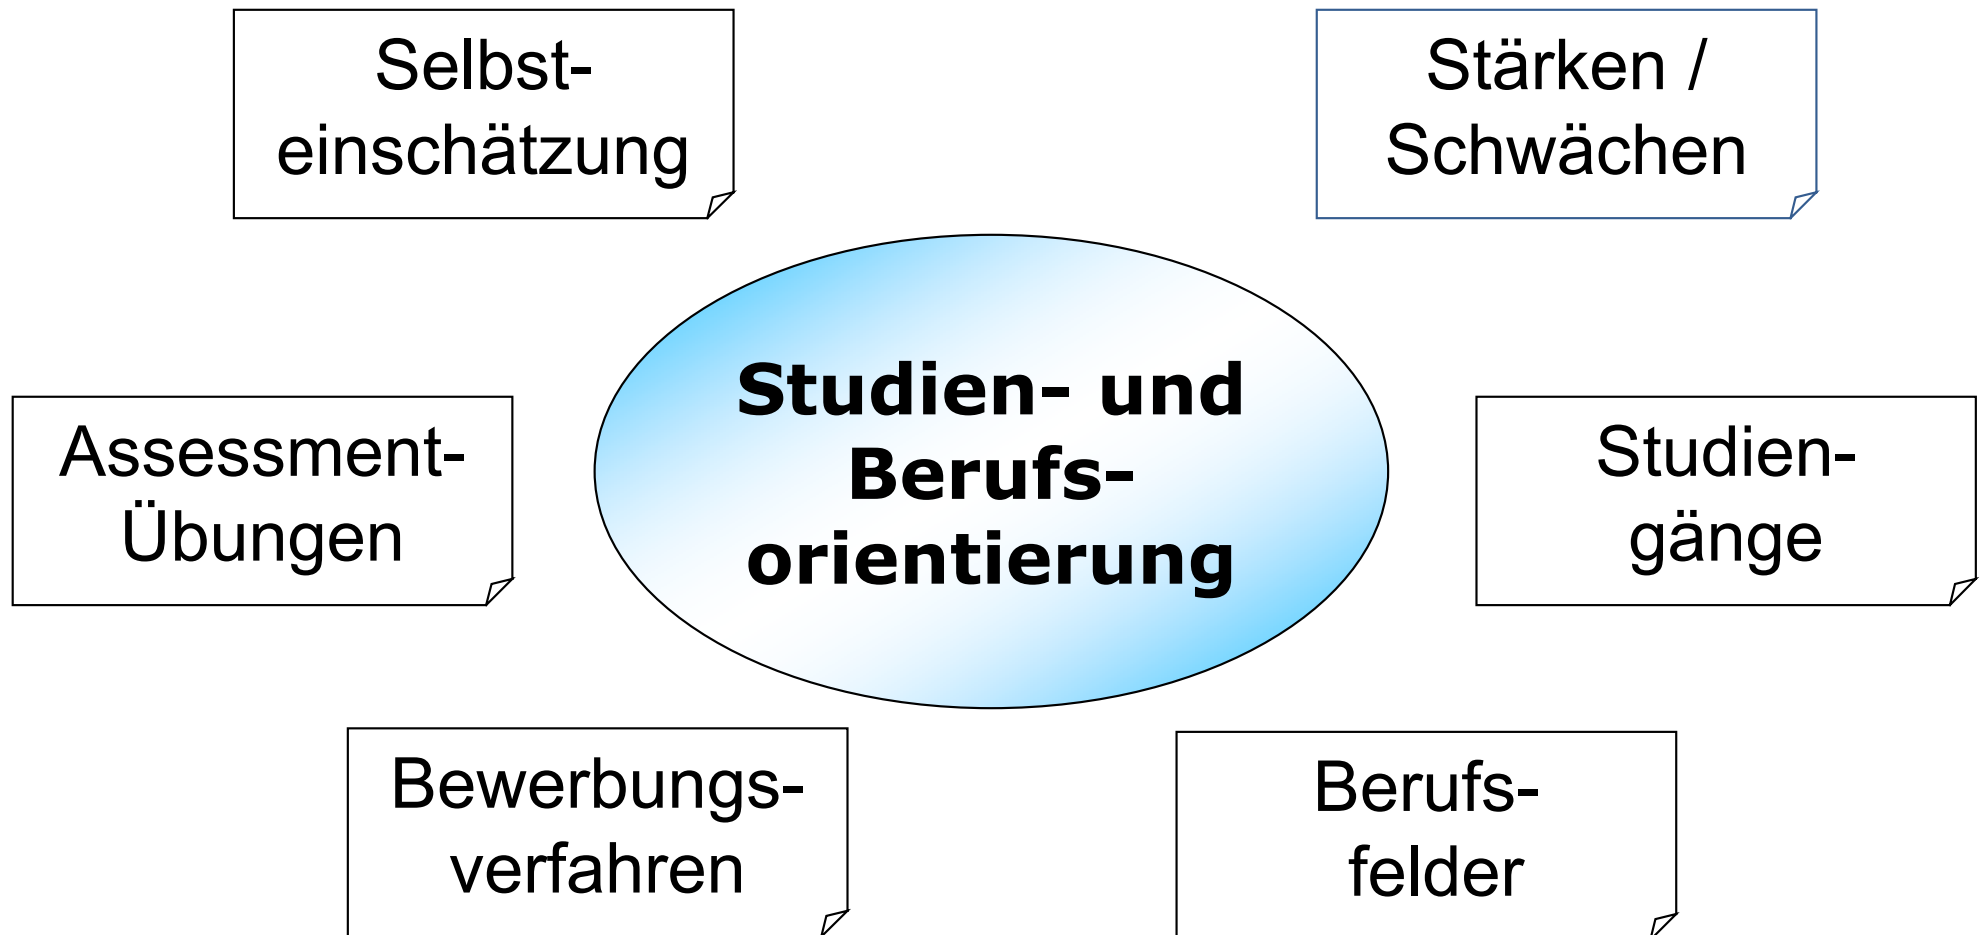 Selbst-
einschätzung
Stärken /
Schwächen
Studien- und
Berufs-
orientierung
Assessment-
Übungen
Studien-
gänge
Bewerbungs-
verfahren
Berufs-
felder